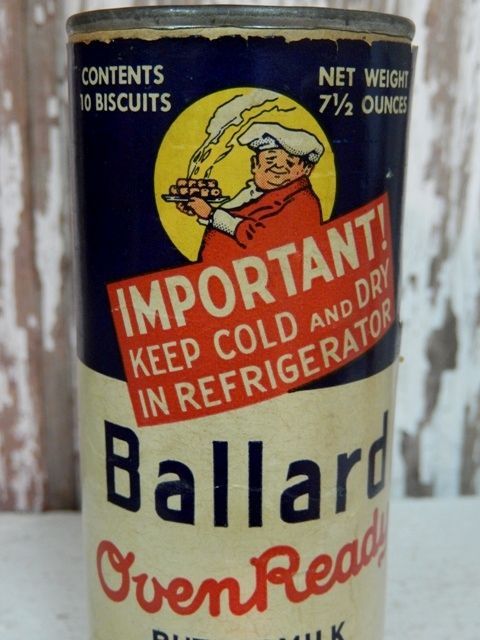 CONTENTS
10 BISCUITS
NET WEIGHT
7½ OUNCES
IMPORTANT!
KEEP COLD AND DRY
IN REFRIGERATOR
Ballard
OvenReady